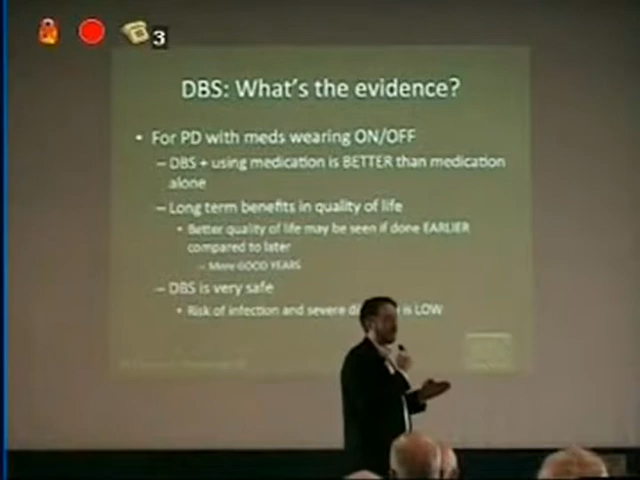 3
DBS: What's the evidence?
• For PD with meds wearing ON/OFF
– DBS + using medication is BETTER than medication
alone
– Long term benefits in quality of life
• Better quality of life may be seen if done EARLIER
compared to later
– More GOOD YEARS
– DBS is very safe
• Risk of infection and severe is LOW